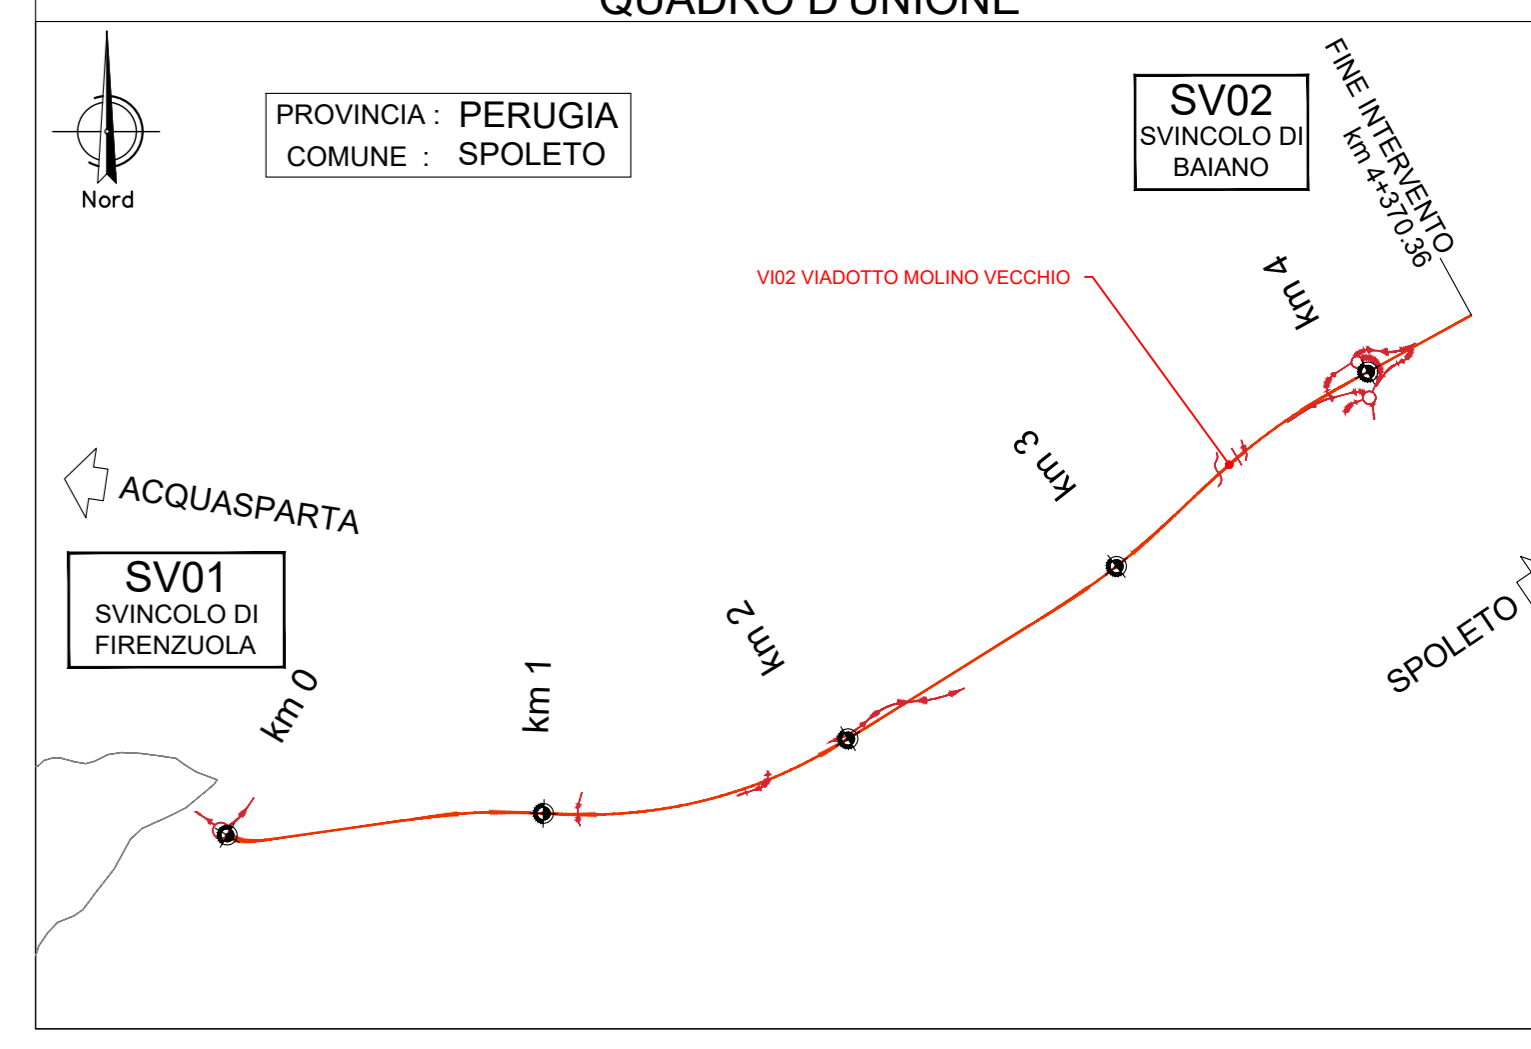 QUADRO D'UNIONE
Nord
PROVINCIA : PERUGIA
COMUNE : SPOLETO
SV02
SVINCOLO DI
BAIANO
FINE INTERVENTO
km 4+370.36
VI02 VIADOTTO MOLINO VECCHIO
km 4
km 3
ACQUASPARTA
SV01
SVINCOLO DI
FIRENZUOLA
km 2
SPOLETO
km 1
km 0